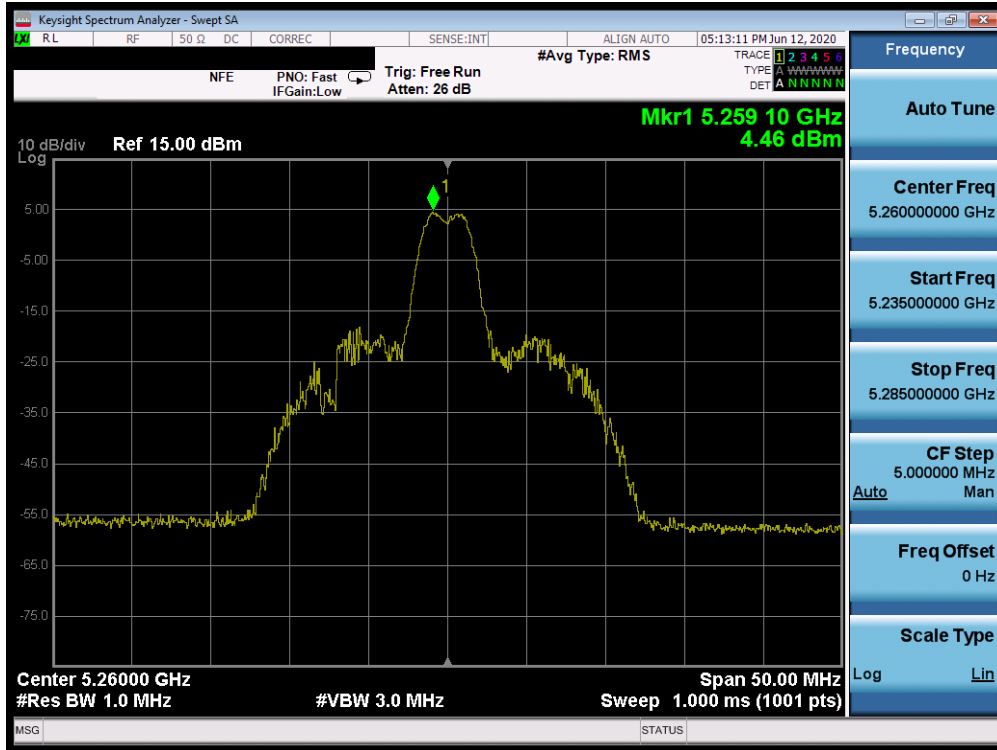 Keysight Spectrum Analyzer - Swept SA
LXI RL RF 50 Ω DC CORREC SENSE:INT ALIGN AUTO 05:13:11 PM Jun 12, 2020
NFE PNO: Fast Trig: Free Run #Avg Type: RMS TRACE 1 2 3 4 5 6
IFGain:Low Atten: 26 dB TYPE A WWWWW
DET A N N N N N
Mkr1 5.259 10 GHz
4.46 dBm
10 dB/div Ref 15.00 dBm
Log
1
5.00
-5.00
-15.0
-25.0
-35.0
-45.0
-55.0
-65.0
-75.0
Center 5.26000 GHz Span 50.00 MHz
#Res BW 1.0 MHz #VBW 3.0 MHz Sweep 1.000 ms (1001 pts)
MSG STATUS
Frequency
Auto Tune
Center Freq
5.260000000 GHz
Start Freq
5.235000000 GHz
Stop Freq
5.285000000 GHz
CF Step
5.000000 MHz
Auto Man
Freq Offset
0 Hz
Scale Type
Log Lin